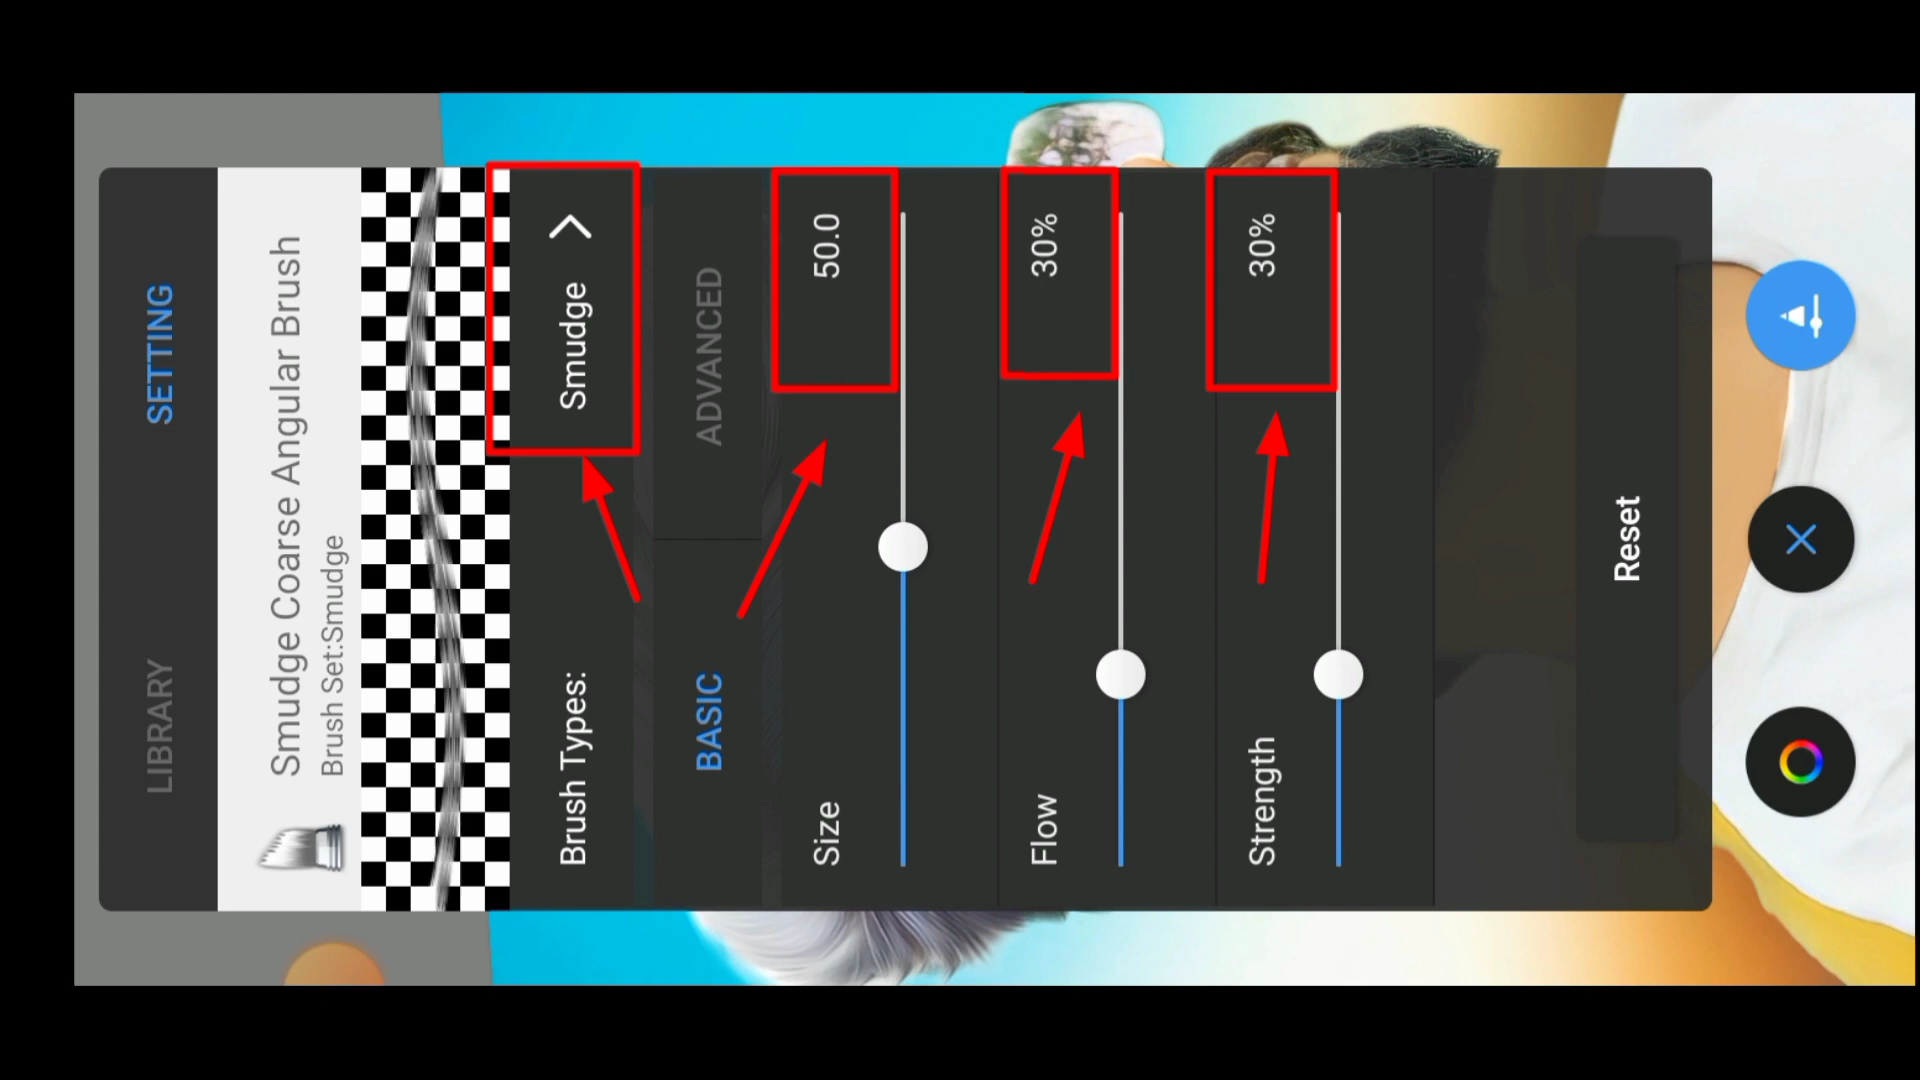 LIBRARY SETTING
Smudge Coarse Angular Brush
Brush Set:Smudge
Brush Types: Smudge
BASIC ADVANCED
Size 50.0
Flow 30%
Strength 30%
Reset